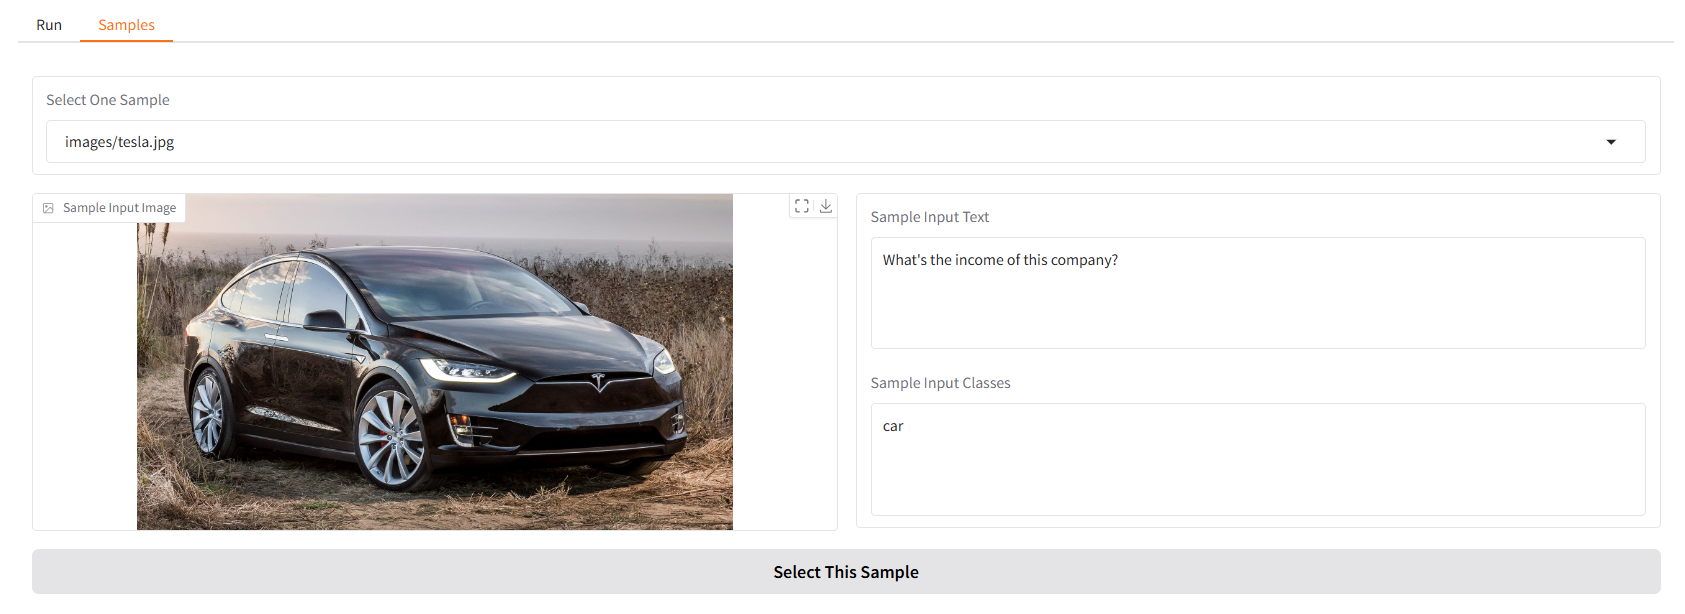 Run
Samples
Select One Sample
images/tesla.jpg
Sample Input Image
Sample Input Text
What's the income of this company?
Sample Input Classes
car
Select This Sample